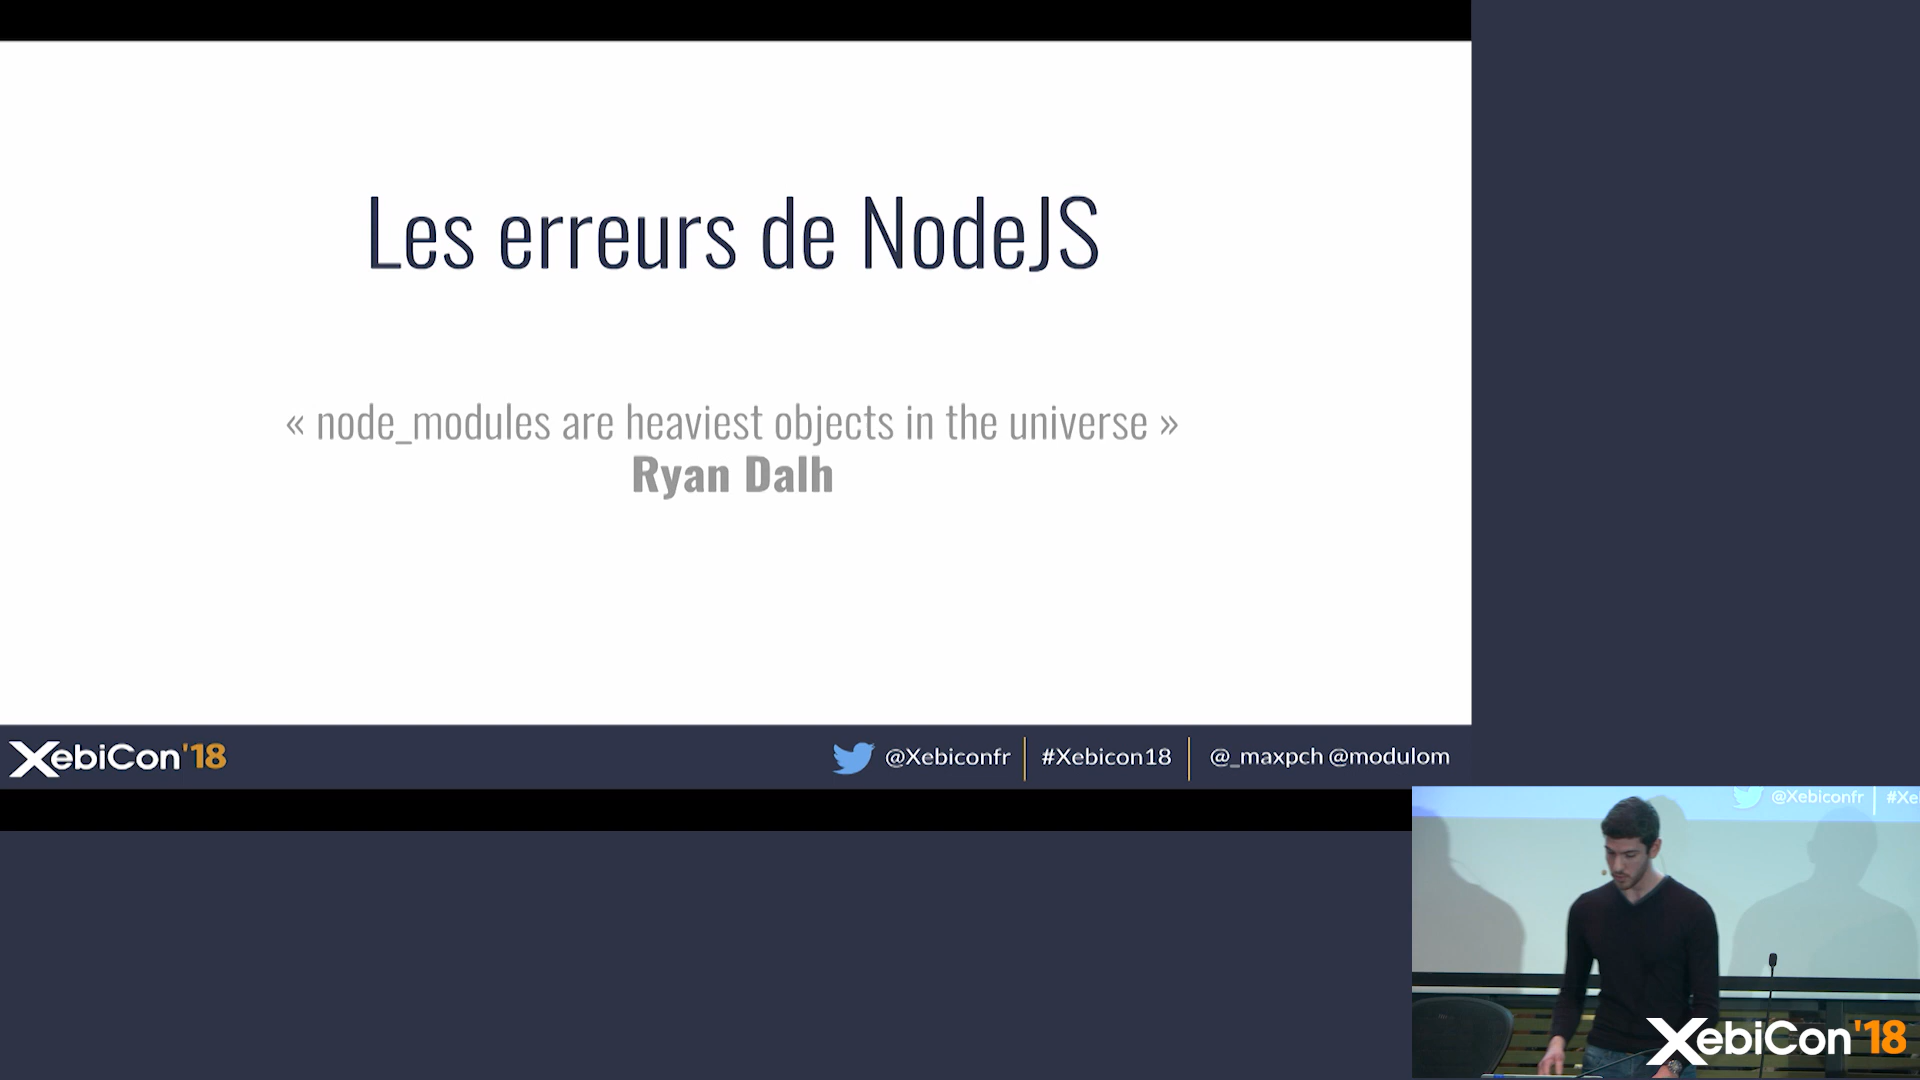 Les erreurs de NodeJS
« node_modules are heaviest objects in the universe »
Ryan Dalh
XebiCon'18
@Xebiconfr
#Xebicon18
@_maxpch @modulom
@Xebiconfr
#Xe
XebiCon'18